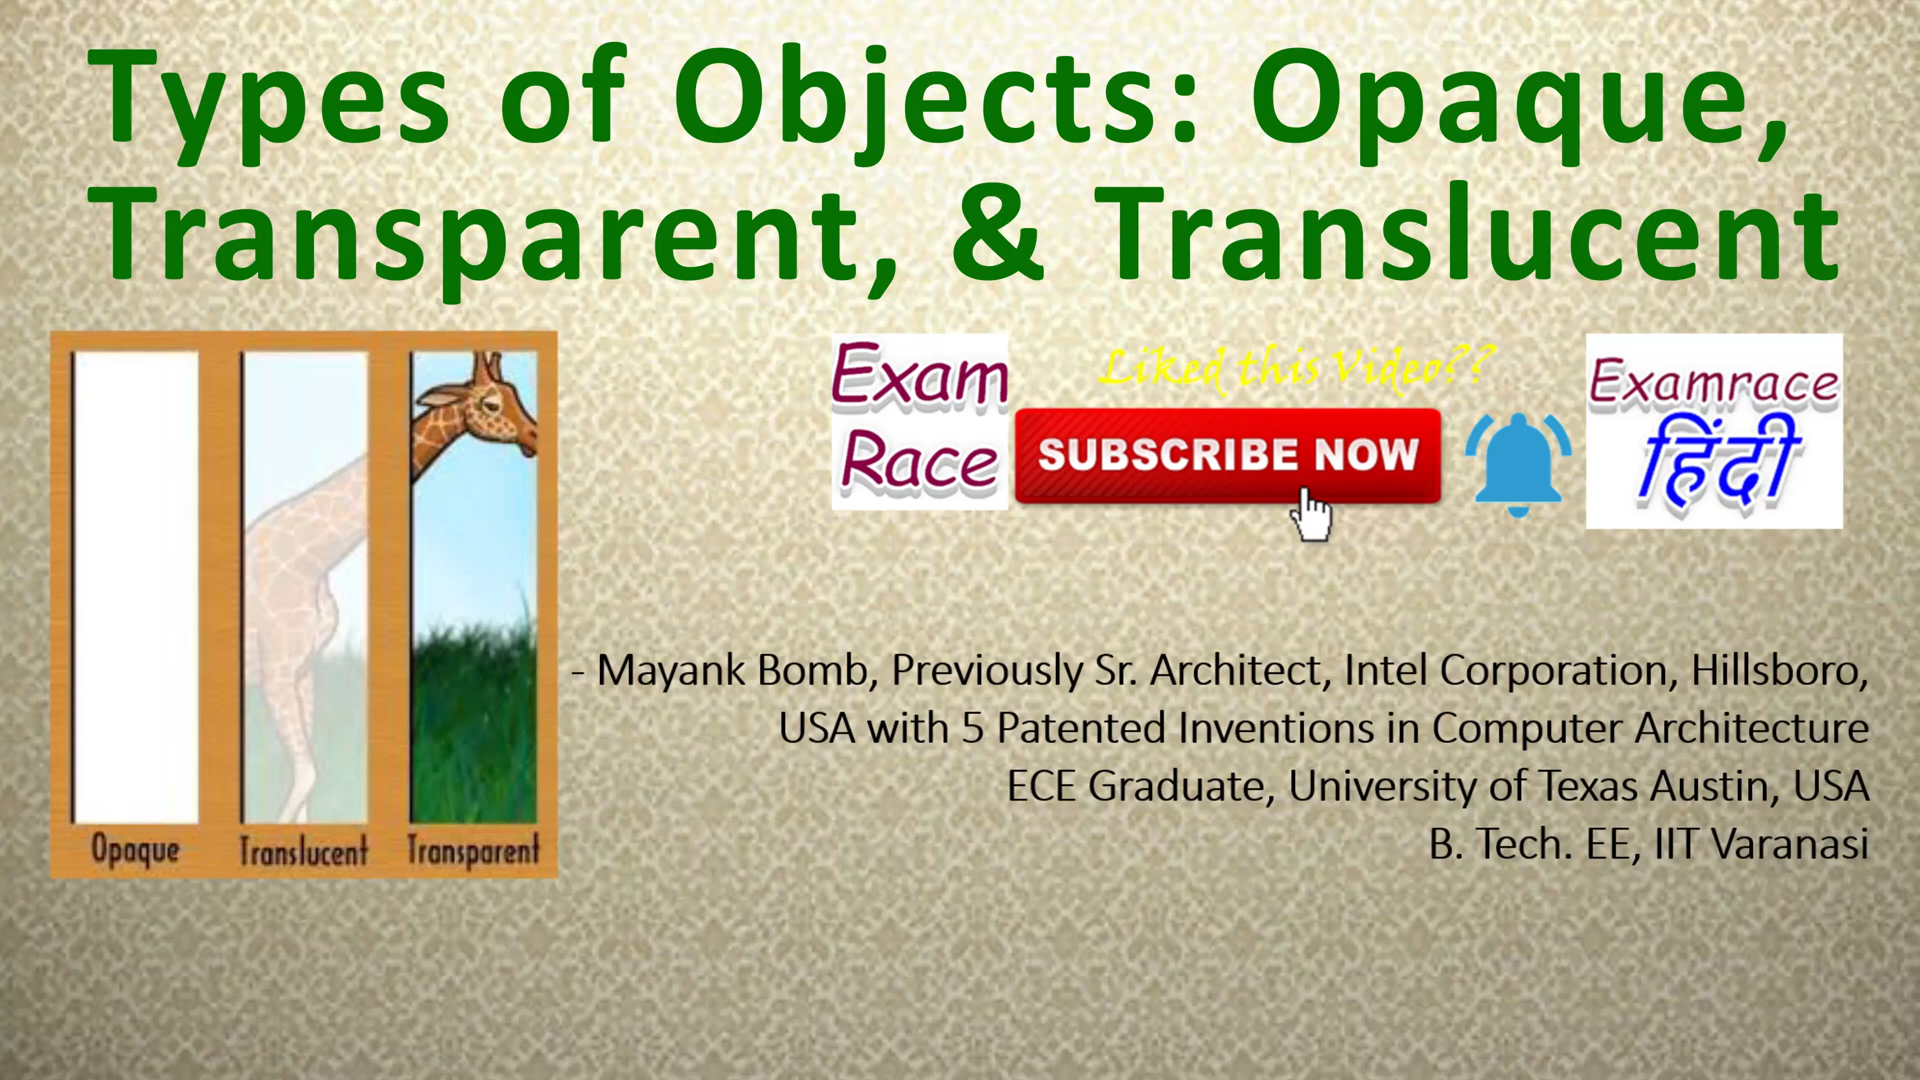 Types of Objects: Opaque,
Transparent, & Translucent
Opaque
Translucent
Transparent
Exam
Race
Liked this Video??
SUBSCRIBE NOW
Examrace
हिंदी
- Mayank Bomb, Previously Sr. Architect, Intel Corporation, Hillsboro,
USA with 5 Patented Inventions in Computer Architecture
ECE Graduate, University of Texas Austin, USA
B. Tech. EE, IIT Varanasi